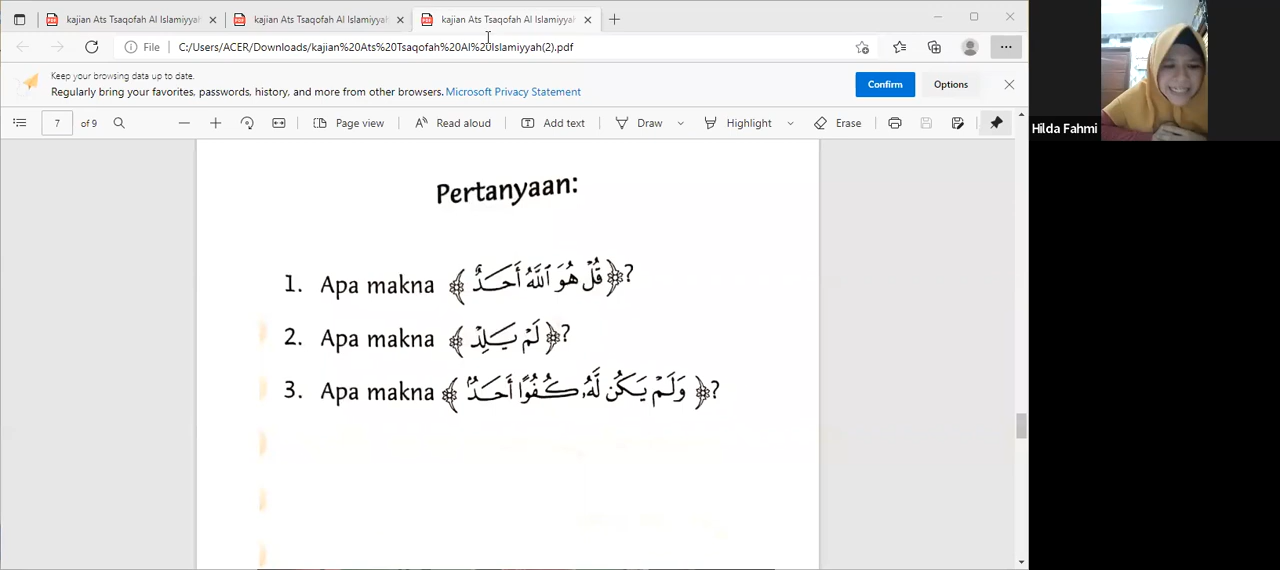 kajian Ats Tsaqofah Al Islamiyyah
kajian Ats Tsaqofah Al Islamiyyah
kajian Ats Tsaqofah Al Islamiyyah
File
C:/Users/ACER/Downloads/kajian%20Ats%20Tsaqofah%20Al%20Islamiyyah(2).pdf
Keep your browsing data up to date.
Regularly bring your favorites, passwords, history, and more from other browsers. Microsoft Privacy Statement
Confirm
Options
7 of 9
Page view
Read aloud
Add text
Draw
Highlight
Erase
Hilda Fahmi
Pertanyaan:
1. Apa makna ﴿قُلْ هُوَ ٱللَّهُ أَحَدٌ﴾?
2. Apa makna ﴿لَمْ يَلِدْ﴾?
3. Apa makna ﴿وَلَمْ يَكُن لَّهُۥ كُفُوًا أَحَدٌۢ﴾?